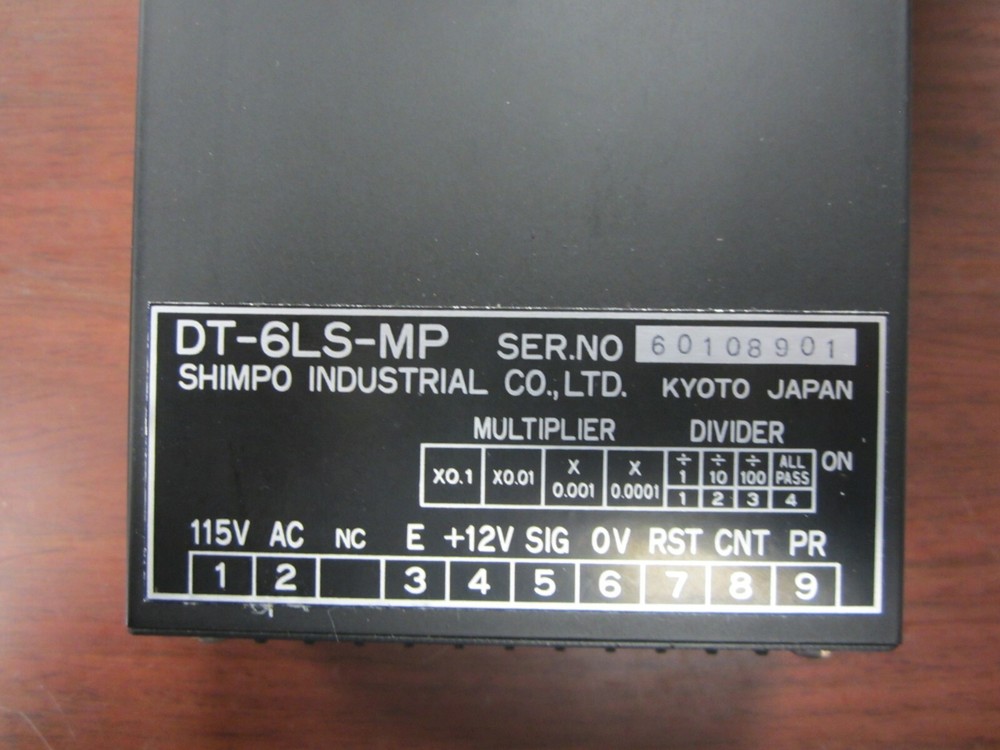 DT-6LS-MP SER.NO 60108901
SHIMPO INDUSTRIAL CO.,LTD. KYOTO JAPAN
MULTIPLIER DIVIDER
X0.1 X0.01 X 0.001 X 0.0001 ÷ 1 ÷ 10 ÷ 100 ALL PASS ON
1 2 3 4
115V AC NC E +12V SIG 0V RST CNT PR
1 2 3 4 5 6 7 8 9